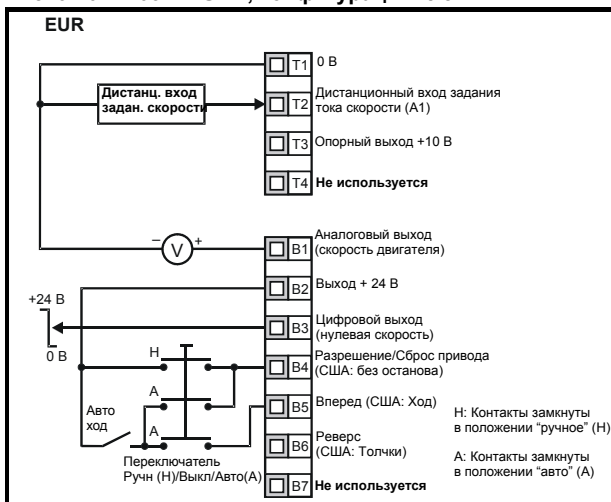 EUR
T1 0 В
Дистанц. вход
задан. скорости
T2 Дистанционный вход задания
тока скорости (A1)
T3 Опорный выход +10 В
T4 Не используется
– V +
B1 Аналоговый выход
(скорость двигателя)
B2 Выход + 24 В
+24 В
0 В
B3 Цифровой выход
(нулевая скорость)
H
B4 Разрешение/Сброс привода
(США: без останова)
A
Авто
ход
A
B5 Вперед (США: Ход)
B6 Реверс
(США: Толчки)
Переключатель
Ручн (H)/Выкл/Авто(A)
B7 Не используется
H: Контакты замкнуты
в положении “ручное” (H)
A: Контакты замкнуты
в положении “авто” (A)